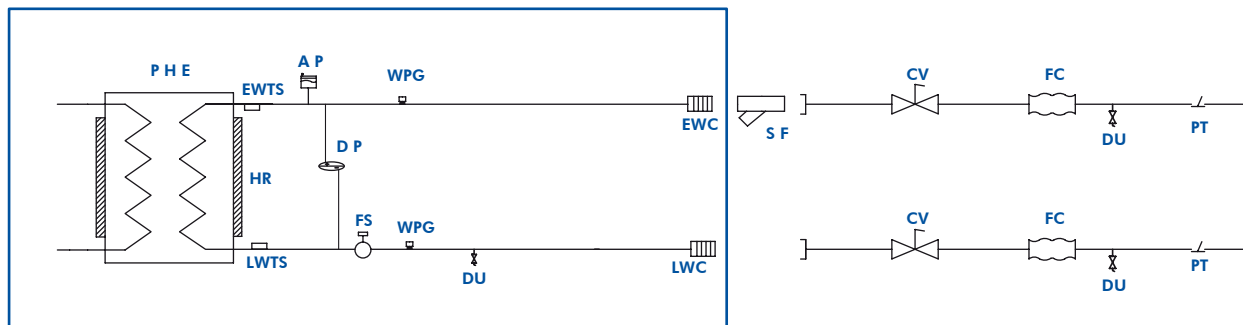 P H E
A P
WPG
EWTS
CV
FC
EWC
S F
DU
PT
D P
HR
FS
WPG
CV
FC
LWTS
DU
LWC
DU
PT